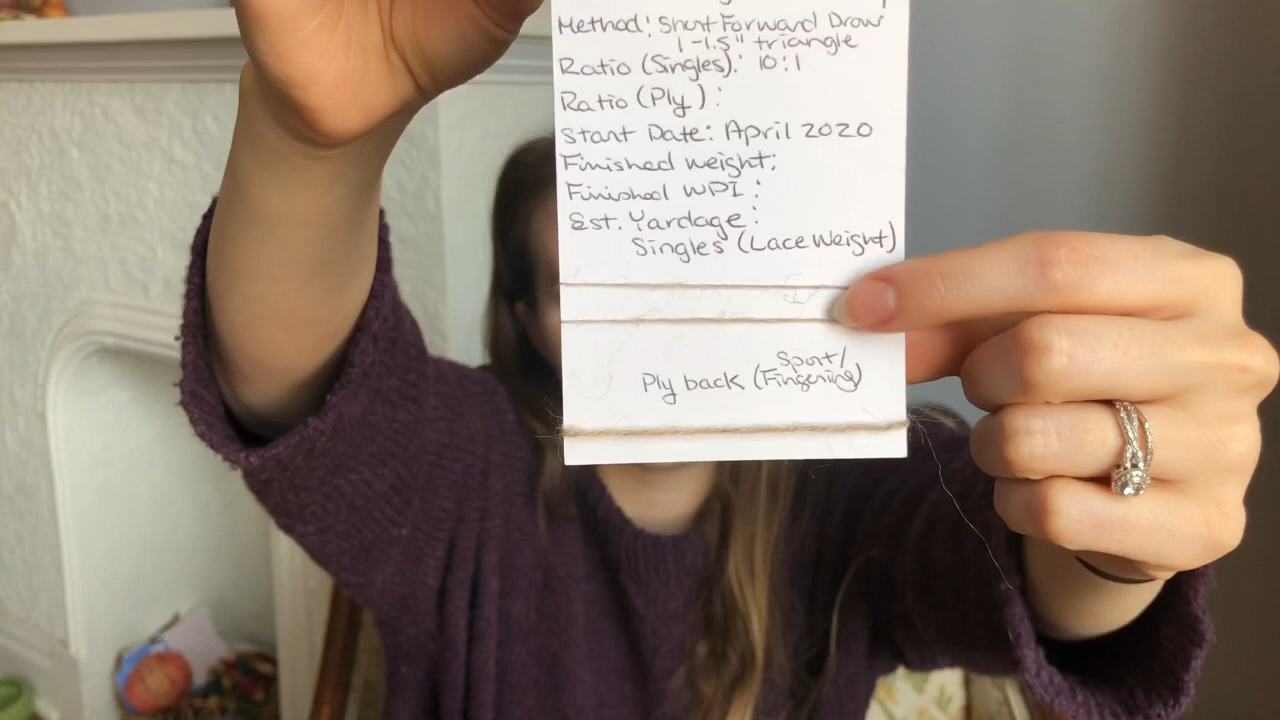 Method: Short Forward Draw
1-1.5" triangle
Ratio (Singles): 10:1
Ratio (Ply):
Start Date: April 2020
Finished weight:
Finished WPI:
Est. Yardage:
Singles (Lace Weight)
Sport/
Ply back (Fingering)